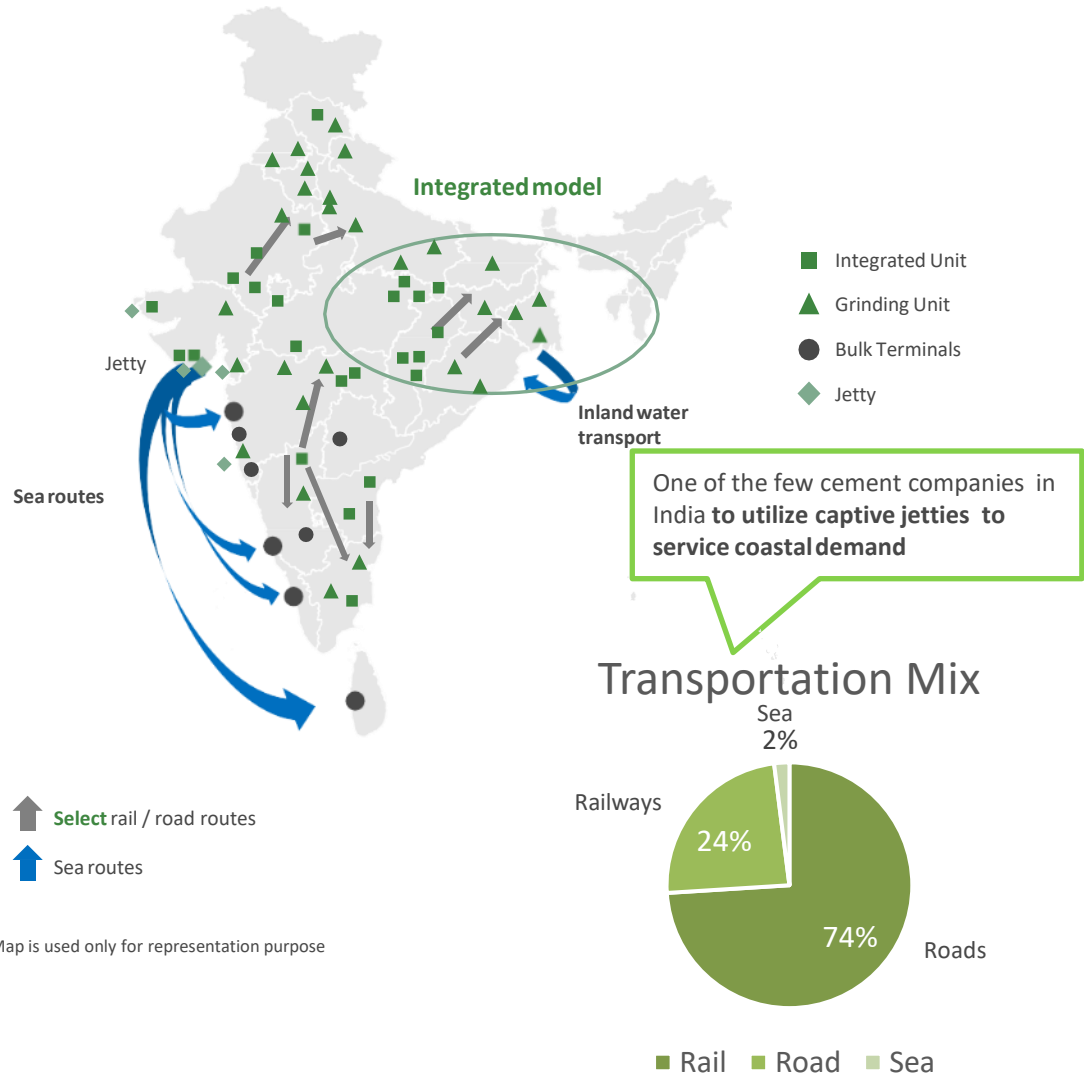 Integrated model
Integrated Unit
Grinding Unit
Bulk Terminals
Jetty
Jetty
Inland water
transport
Sea routes
One of the few cement companies in
India to utilize captive jetties to
service coastal demand
Transportation Mix
Sea
2%
Railways
24%
74%
Roads
Rail
Road
Sea
Select rail / road routes
Sea routes
Map is used only for representation purpose